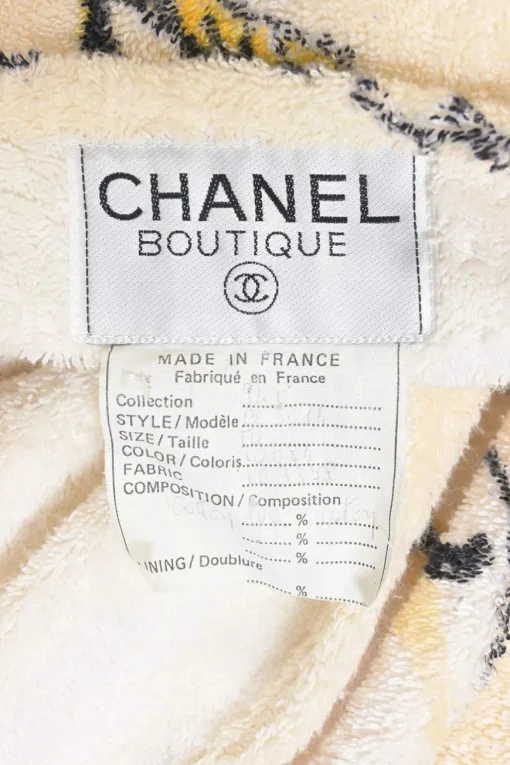 CHANEL
BOUTIQUE
MADE IN FRANCE
Fabriqué en France
Collection ..................
STYLE / Modèle ..................
SIZE / Taille ..................
COLOR / Coloris ..................
FABRIC
COMPOSITION / Composition
............ % ............
............ % ............
............ % ............
LINING / Doublure
............ % ............